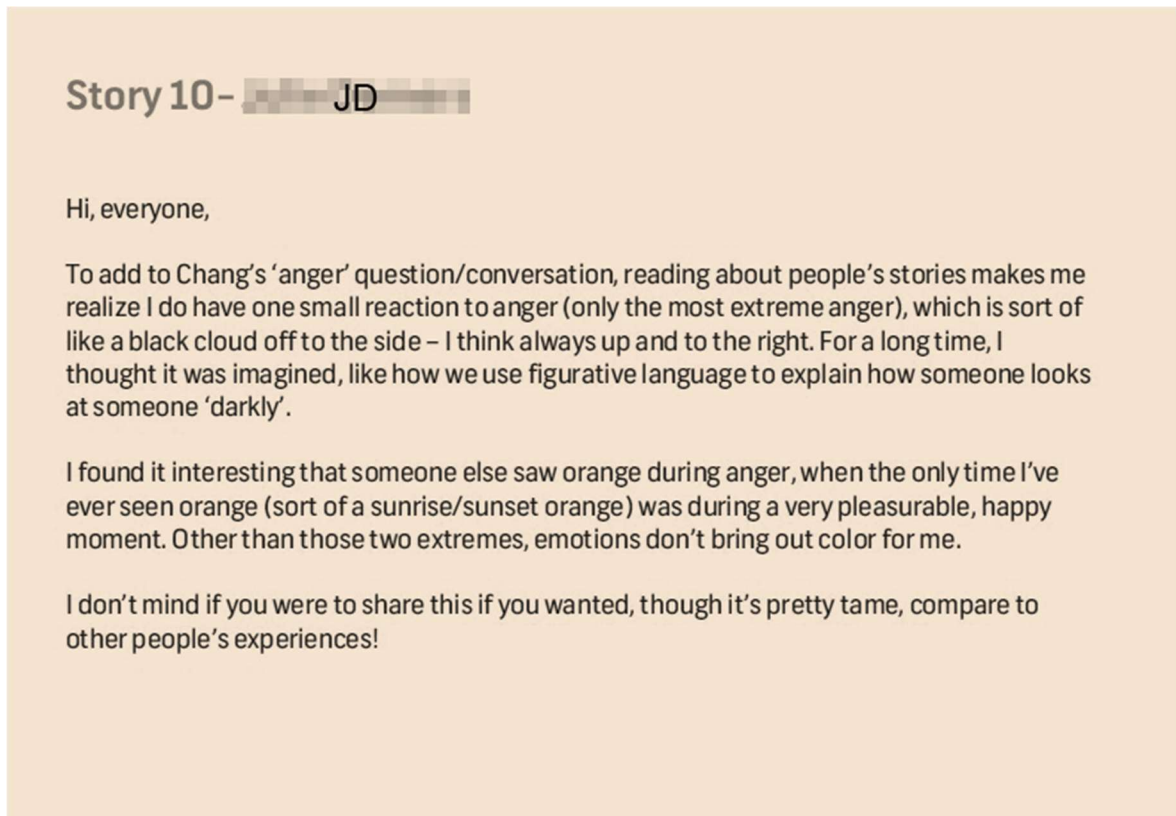 Story 10- JD
Hi, everyone,
To add to Chang's 'anger' question/conversation, reading about people's stories makes me
realize I do have one small reaction to anger (only the most extreme anger), which is sort of
like a black cloud off to the side – I think always up and to the right. For a long time, I
thought it was imagined, like how we use figurative language to explain how someone looks
at someone 'darkly'.
I found it interesting that someone else saw orange during anger, when the only time I've
ever seen orange (sort of a sunrise/sunset orange) was during a very pleasurable, happy
moment. Other than those two extremes, emotions don't bring out color for me.
I don't mind if you were to share this if you wanted, though it's pretty tame, compare to
other people's experiences!